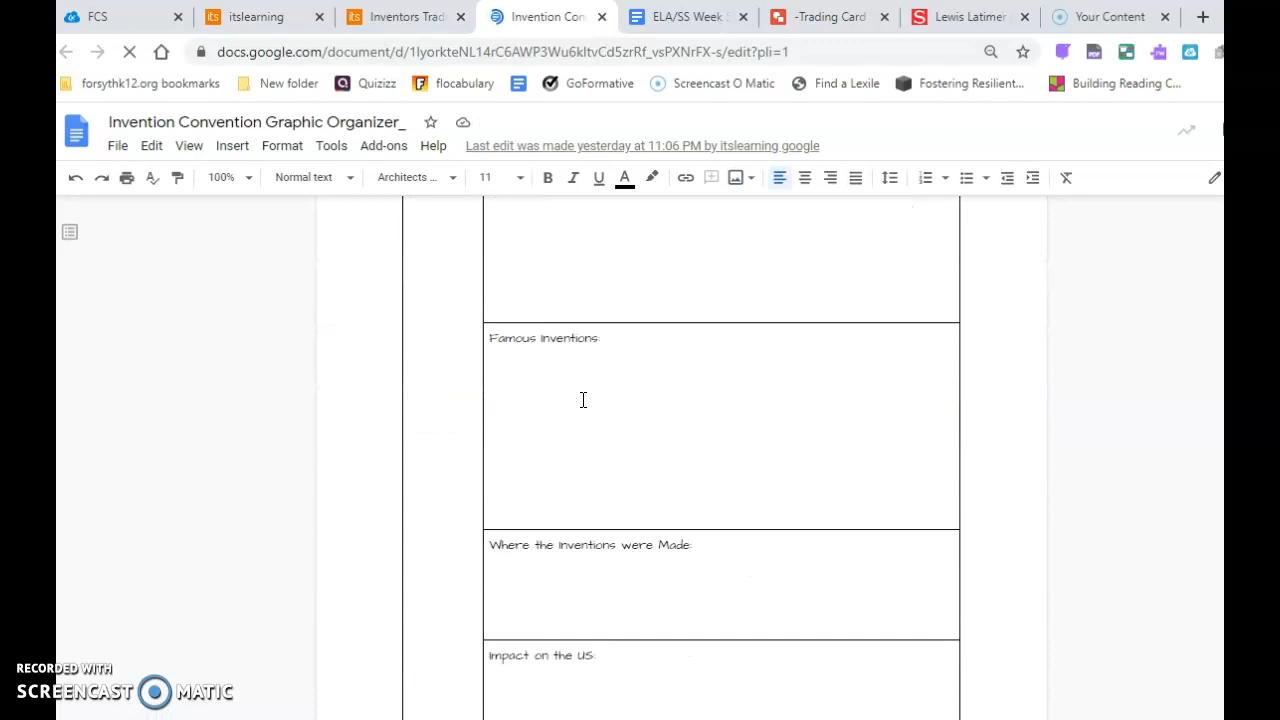 FCS
itslearning
Inventors Trad
Invention Con
ELA/SS Week
-Trading Card
Lewis Latimer
Your Content
docs.google.com/document/d/1lyorkteNL14rC6AWP3Wu6kltvCd5zrRf_vsPXNrFX-s/edit?pli=1
forsythk12.org bookmarks
New folder
Quizizz
flocabulary
GoFormative
Screencast O Matic
Find a Lexile
Fostering Resilient...
Building Reading C...
Invention Convention Graphic Organizer_
File Edit View Insert Format Tools Add-ons Help Last edit was made yesterday at 11:06 PM by itslearning google
100% Normal text Architects ... 11 B I U A
Famous Inventions:
Where the Inventions were Made:
Impact on the US:
RECORDED WITH
SCREENCAST MATIC